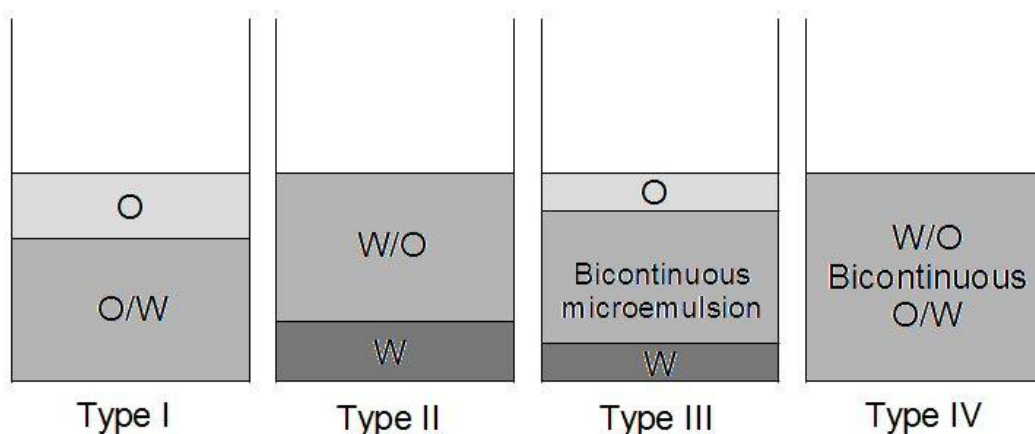 O
O/W
Type I
W/O
W
Type II
O
Bicontinuous
microemulsion
W
Type III
W/O
Bicontinuous
O/W
Type IV